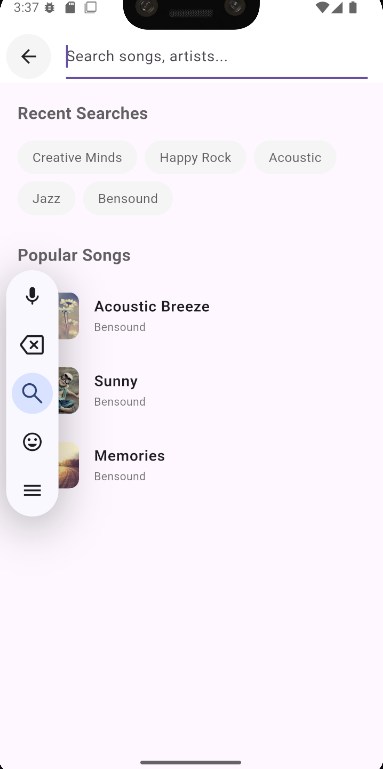 3:37
Search songs, artists...
Recent Searches
Creative Minds Happy Rock Acoustic
Jazz Bensound
Popular Songs
Acoustic Breeze
Bensound
Sunny
Bensound
Memories
Bensound